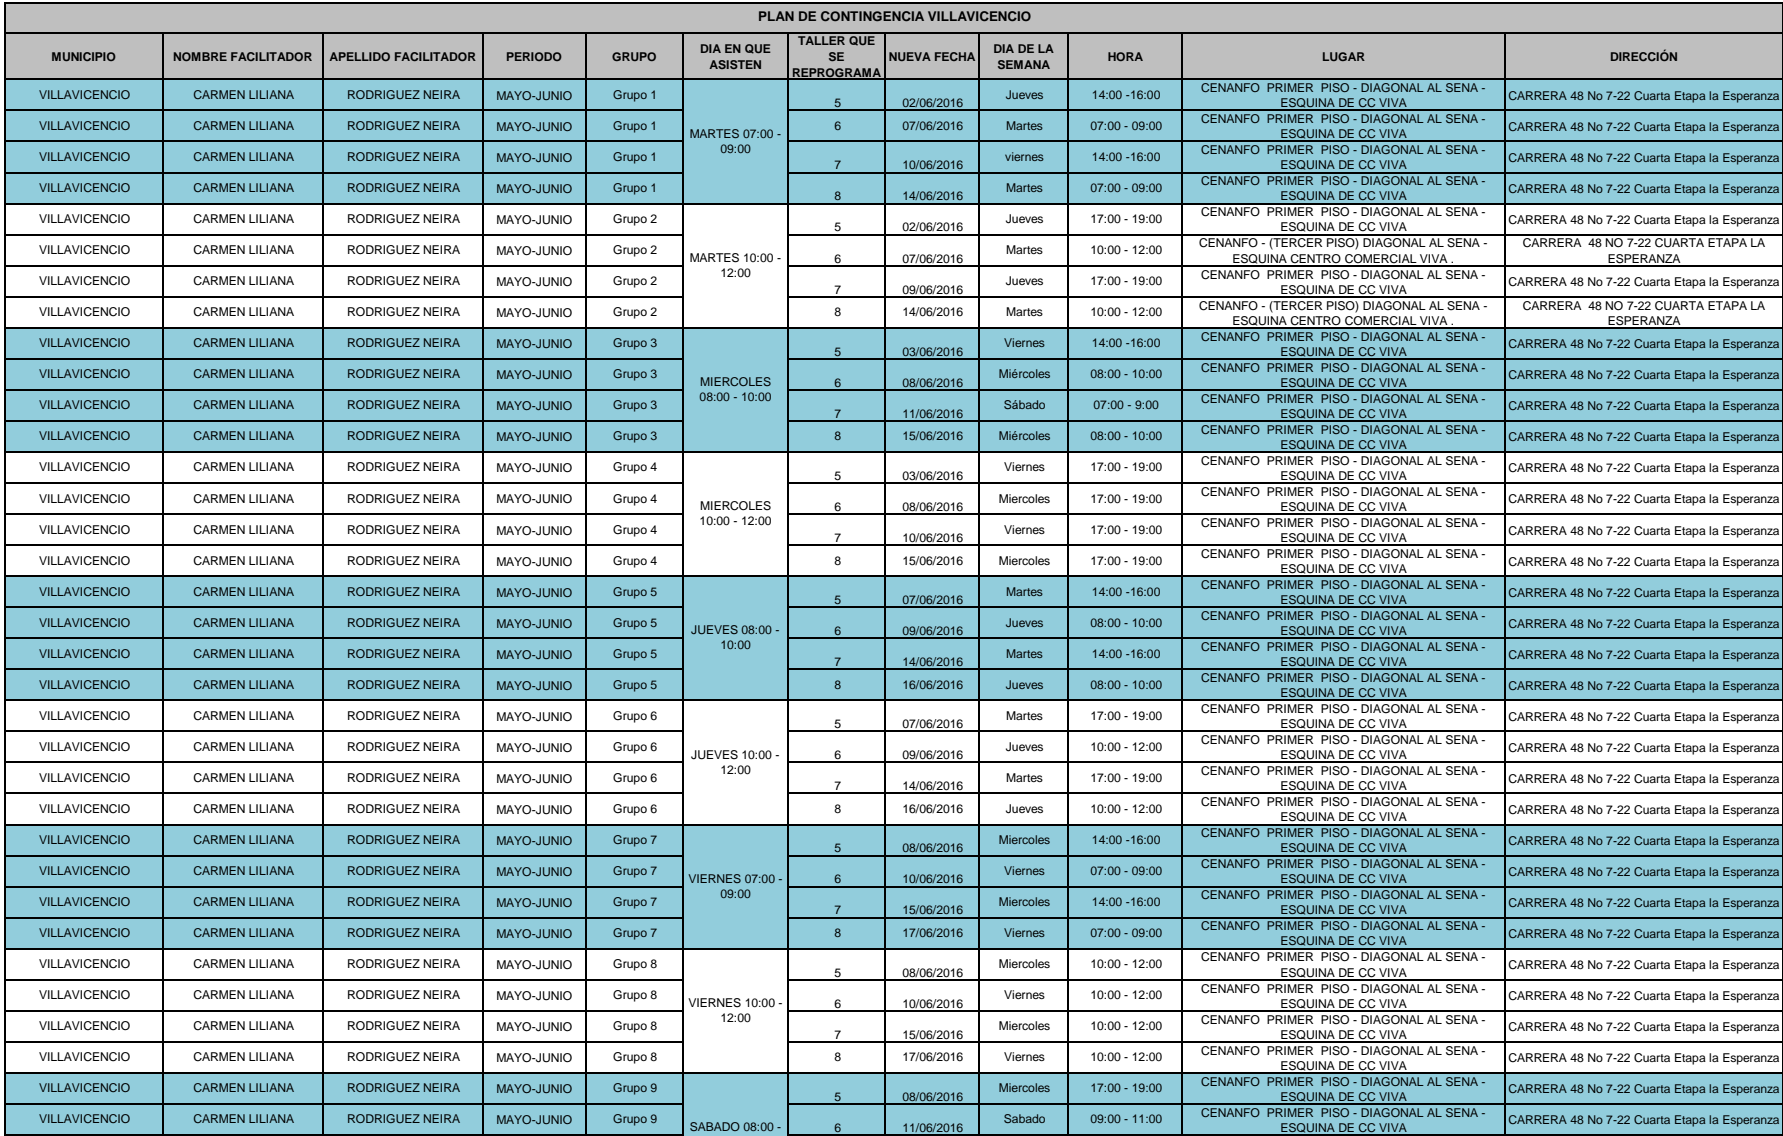 PLAN DE CONTINGENCIA VILLAVICENCIO
MUNICIPIO NOMBRE FACILITADOR APELLIDO FACILITADOR PERIODO GRUPO DIA EN QUE ASISTEN TALLER QUE SE REPROGRAMA NUEVA FECHA DIA DE LA SEMANA HORA LUGAR DIRECCIÓN
VILLAVICENCIO CARMEN LILIANA RODRIGUEZ NEIRA MAYO-JUNIO Grupo 1 MARTES 07:00 - 09:00 5 02/06/2016 Jueves 14:00 -16:00 CENANFO PRIMER PISO - DIAGONAL AL SENA - ESQUINA DE CC VIVA CARRERA 48 No 7-22 Cuarta Etapa la Esperanza
VILLAVICENCIO CARMEN LILIANA RODRIGUEZ NEIRA MAYO-JUNIO Grupo 1 6 07/06/2016 Martes 07:00 - 09:00 CENANFO PRIMER PISO - DIAGONAL AL SENA - ESQUINA DE CC VIVA CARRERA 48 No 7-22 Cuarta Etapa la Esperanza
VILLAVICENCIO CARMEN LILIANA RODRIGUEZ NEIRA MAYO-JUNIO Grupo 1 7 10/06/2016 viernes 14:00 -16:00 CENANFO PRIMER PISO - DIAGONAL AL SENA - ESQUINA DE CC VIVA CARRERA 48 No 7-22 Cuarta Etapa la Esperanza
VILLAVICENCIO CARMEN LILIANA RODRIGUEZ NEIRA MAYO-JUNIO Grupo 1 8 14/06/2016 Martes 07:00 - 09:00 CENANFO PRIMER PISO - DIAGONAL AL SENA - ESQUINA DE CC VIVA CARRERA 48 No 7-22 Cuarta Etapa la Esperanza
VILLAVICENCIO CARMEN LILIANA RODRIGUEZ NEIRA MAYO-JUNIO Grupo 2 MARTES 10:00 - 12:00 5 02/06/2016 Jueves 17:00 - 19:00 CENANFO PRIMER PISO - DIAGONAL AL SENA - ESQUINA DE CC VIVA CARRERA 48 No 7-22 Cuarta Etapa la Esperanza
VILLAVICENCIO CARMEN LILIANA RODRIGUEZ NEIRA MAYO-JUNIO Grupo 2 6 07/06/2016 Martes 10:00 - 12:00 CENANFO - (TERCER PISO) DIAGONAL AL SENA - ESQUINA CENTRO COMERCIAL VIVA . CARRERA 48 NO 7-22 CUARTA ETAPA LA ESPERANZA
VILLAVICENCIO CARMEN LILIANA RODRIGUEZ NEIRA MAYO-JUNIO Grupo 2 7 09/06/2016 Jueves 17:00 - 19:00 CENANFO PRIMER PISO - DIAGONAL AL SENA - ESQUINA DE CC VIVA CARRERA 48 No 7-22 Cuarta Etapa la Esperanza
VILLAVICENCIO CARMEN LILIANA RODRIGUEZ NEIRA MAYO-JUNIO Grupo 2 8 14/06/2016 Martes 10:00 - 12:00 CENANFO - (TERCER PISO) DIAGONAL AL SENA - ESQUINA CENTRO COMERCIAL VIVA . CARRERA 48 NO 7-22 CUARTA ETAPA LA ESPERANZA
VILLAVICENCIO CARMEN LILIANA RODRIGUEZ NEIRA MAYO-JUNIO Grupo 3 MIERCOLES 08:00 - 10:00 5 03/06/2016 Viernes 14:00 -16:00 CENANFO PRIMER PISO - DIAGONAL AL SENA - ESQUINA DE CC VIVA CARRERA 48 No 7-22 Cuarta Etapa la Esperanza
VILLAVICENCIO CARMEN LILIANA RODRIGUEZ NEIRA MAYO-JUNIO Grupo 3 6 08/06/2016 Miércoles 08:00 - 10:00 CENANFO PRIMER PISO - DIAGONAL AL SENA - ESQUINA DE CC VIVA CARRERA 48 No 7-22 Cuarta Etapa la Esperanza
VILLAVICENCIO CARMEN LILIANA RODRIGUEZ NEIRA MAYO-JUNIO Grupo 3 7 11/06/2016 Sábado 07:00 - 9:00 CENANFO PRIMER PISO - DIAGONAL AL SENA - ESQUINA DE CC VIVA CARRERA 48 No 7-22 Cuarta Etapa la Esperanza
VILLAVICENCIO CARMEN LILIANA RODRIGUEZ NEIRA MAYO-JUNIO Grupo 3 8 15/06/2016 Miércoles 08:00 - 10:00 CENANFO PRIMER PISO - DIAGONAL AL SENA - ESQUINA DE CC VIVA CARRERA 48 No 7-22 Cuarta Etapa la Esperanza
VILLAVICENCIO CARMEN LILIANA RODRIGUEZ NEIRA MAYO-JUNIO Grupo 4 MIERCOLES 10:00 - 12:00 5 03/06/2016 Viernes 17:00 - 19:00 CENANFO PRIMER PISO - DIAGONAL AL SENA - ESQUINA DE CC VIVA CARRERA 48 No 7-22 Cuarta Etapa la Esperanza
VILLAVICENCIO CARMEN LILIANA RODRIGUEZ NEIRA MAYO-JUNIO Grupo 4 6 08/06/2016 Miercoles 17:00 - 19:00 CENANFO PRIMER PISO - DIAGONAL AL SENA - ESQUINA DE CC VIVA CARRERA 48 No 7-22 Cuarta Etapa la Esperanza
VILLAVICENCIO CARMEN LILIANA RODRIGUEZ NEIRA MAYO-JUNIO Grupo 4 7 10/06/2016 Viernes 17:00 - 19:00 CENANFO PRIMER PISO - DIAGONAL AL SENA - ESQUINA DE CC VIVA CARRERA 48 No 7-22 Cuarta Etapa la Esperanza
VILLAVICENCIO CARMEN LILIANA RODRIGUEZ NEIRA MAYO-JUNIO Grupo 4 8 15/06/2016 Miercoles 17:00 - 19:00 CENANFO PRIMER PISO - DIAGONAL AL SENA - ESQUINA DE CC VIVA CARRERA 48 No 7-22 Cuarta Etapa la Esperanza
VILLAVICENCIO CARMEN LILIANA RODRIGUEZ NEIRA MAYO-JUNIO Grupo 5 JUEVES 08:00 - 10:00 5 07/06/2016 Martes 14:00 -16:00 CENANFO PRIMER PISO - DIAGONAL AL SENA - ESQUINA DE CC VIVA CARRERA 48 No 7-22 Cuarta Etapa la Esperanza
VILLAVICENCIO CARMEN LILIANA RODRIGUEZ NEIRA MAYO-JUNIO Grupo 5 6 09/06/2016 Jueves 08:00 - 10:00 CENANFO PRIMER PISO - DIAGONAL AL SENA - ESQUINA DE CC VIVA CARRERA 48 No 7-22 Cuarta Etapa la Esperanza
VILLAVICENCIO CARMEN LILIANA RODRIGUEZ NEIRA MAYO-JUNIO Grupo 5 7 14/06/2016 Martes 14:00 -16:00 CENANFO PRIMER PISO - DIAGONAL AL SENA - ESQUINA DE CC VIVA CARRERA 48 No 7-22 Cuarta Etapa la Esperanza
VILLAVICENCIO CARMEN LILIANA RODRIGUEZ NEIRA MAYO-JUNIO Grupo 5 8 16/06/2016 Jueves 08:00 - 10:00 CENANFO PRIMER PISO - DIAGONAL AL SENA - ESQUINA DE CC VIVA CARRERA 48 No 7-22 Cuarta Etapa la Esperanza
VILLAVICENCIO CARMEN LILIANA RODRIGUEZ NEIRA MAYO-JUNIO Grupo 6 JUEVES 10:00 - 12:00 5 07/06/2016 Martes 17:00 - 19:00 CENANFO PRIMER PISO - DIAGONAL AL SENA - ESQUINA DE CC VIVA CARRERA 48 No 7-22 Cuarta Etapa la Esperanza
VILLAVICENCIO CARMEN LILIANA RODRIGUEZ NEIRA MAYO-JUNIO Grupo 6 6 09/06/2016 Jueves 10:00 - 12:00 CENANFO PRIMER PISO - DIAGONAL AL SENA - ESQUINA DE CC VIVA CARRERA 48 No 7-22 Cuarta Etapa la Esperanza
VILLAVICENCIO CARMEN LILIANA RODRIGUEZ NEIRA MAYO-JUNIO Grupo 6 7 14/06/2016 Martes 17:00 - 19:00 CENANFO PRIMER PISO - DIAGONAL AL SENA - ESQUINA DE CC VIVA CARRERA 48 No 7-22 Cuarta Etapa la Esperanza
VILLAVICENCIO CARMEN LILIANA RODRIGUEZ NEIRA MAYO-JUNIO Grupo 6 8 16/06/2016 Jueves 10:00 - 12:00 CENANFO PRIMER PISO - DIAGONAL AL SENA - ESQUINA DE CC VIVA CARRERA 48 No 7-22 Cuarta Etapa la Esperanza
VILLAVICENCIO CARMEN LILIANA RODRIGUEZ NEIRA MAYO-JUNIO Grupo 7 VIERNES 07:00 - 09:00 5 08/06/2016 Miercoles 14:00 -16:00 CENANFO PRIMER PISO - DIAGONAL AL SENA - ESQUINA DE CC VIVA CARRERA 48 No 7-22 Cuarta Etapa la Esperanza
VILLAVICENCIO CARMEN LILIANA RODRIGUEZ NEIRA MAYO-JUNIO Grupo 7 6 10/06/2016 Viernes 07:00 - 09:00 CENANFO PRIMER PISO - DIAGONAL AL SENA - ESQUINA DE CC VIVA CARRERA 48 No 7-22 Cuarta Etapa la Esperanza
VILLAVICENCIO CARMEN LILIANA RODRIGUEZ NEIRA MAYO-JUNIO Grupo 7 7 15/06/2016 Miercoles 14:00 -16:00 CENANFO PRIMER PISO - DIAGONAL AL SENA - ESQUINA DE CC VIVA CARRERA 48 No 7-22 Cuarta Etapa la Esperanza
VILLAVICENCIO CARMEN LILIANA RODRIGUEZ NEIRA MAYO-JUNIO Grupo 7 8 17/06/2016 Viernes 07:00 - 09:00 CENANFO PRIMER PISO - DIAGONAL AL SENA - ESQUINA DE CC VIVA CARRERA 48 No 7-22 Cuarta Etapa la Esperanza
VILLAVICENCIO CARMEN LILIANA RODRIGUEZ NEIRA MAYO-JUNIO Grupo 8 VIERNES 10:00 - 12:00 5 08/06/2016 Miercoles 10:00 - 12:00 CENANFO PRIMER PISO - DIAGONAL AL SENA - ESQUINA DE CC VIVA CARRERA 48 No 7-22 Cuarta Etapa la Esperanza
VILLAVICENCIO CARMEN LILIANA RODRIGUEZ NEIRA MAYO-JUNIO Grupo 8 6 10/06/2016 Viernes 10:00 - 12:00 CENANFO PRIMER PISO - DIAGONAL AL SENA - ESQUINA DE CC VIVA CARRERA 48 No 7-22 Cuarta Etapa la Esperanza
VILLAVICENCIO CARMEN LILIANA RODRIGUEZ NEIRA MAYO-JUNIO Grupo 8 7 15/06/2016 Miercoles 10:00 - 12:00 CENANFO PRIMER PISO - DIAGONAL AL SENA - ESQUINA DE CC VIVA CARRERA 48 No 7-22 Cuarta Etapa la Esperanza
VILLAVICENCIO CARMEN LILIANA RODRIGUEZ NEIRA MAYO-JUNIO Grupo 8 8 17/06/2016 Viernes 10:00 - 12:00 CENANFO PRIMER PISO - DIAGONAL AL SENA - ESQUINA DE CC VIVA CARRERA 48 No 7-22 Cuarta Etapa la Esperanza
VILLAVICENCIO CARMEN LILIANA RODRIGUEZ NEIRA MAYO-JUNIO Grupo 9 SABADO 08:00 - 5 08/06/2016 Miercoles 17:00 - 19:00 CENANFO PRIMER PISO - DIAGONAL AL SENA - ESQUINA DE CC VIVA CARRERA 48 No 7-22 Cuarta Etapa la Esperanza
VILLAVICENCIO CARMEN LILIANA RODRIGUEZ NEIRA MAYO-JUNIO Grupo 9 6 11/06/2016 Sabado 09:00 - 11:00 CENANFO PRIMER PISO - DIAGONAL AL SENA - ESQUINA DE CC VIVA CARRERA 48 No 7-22 Cuarta Etapa la Esperanza